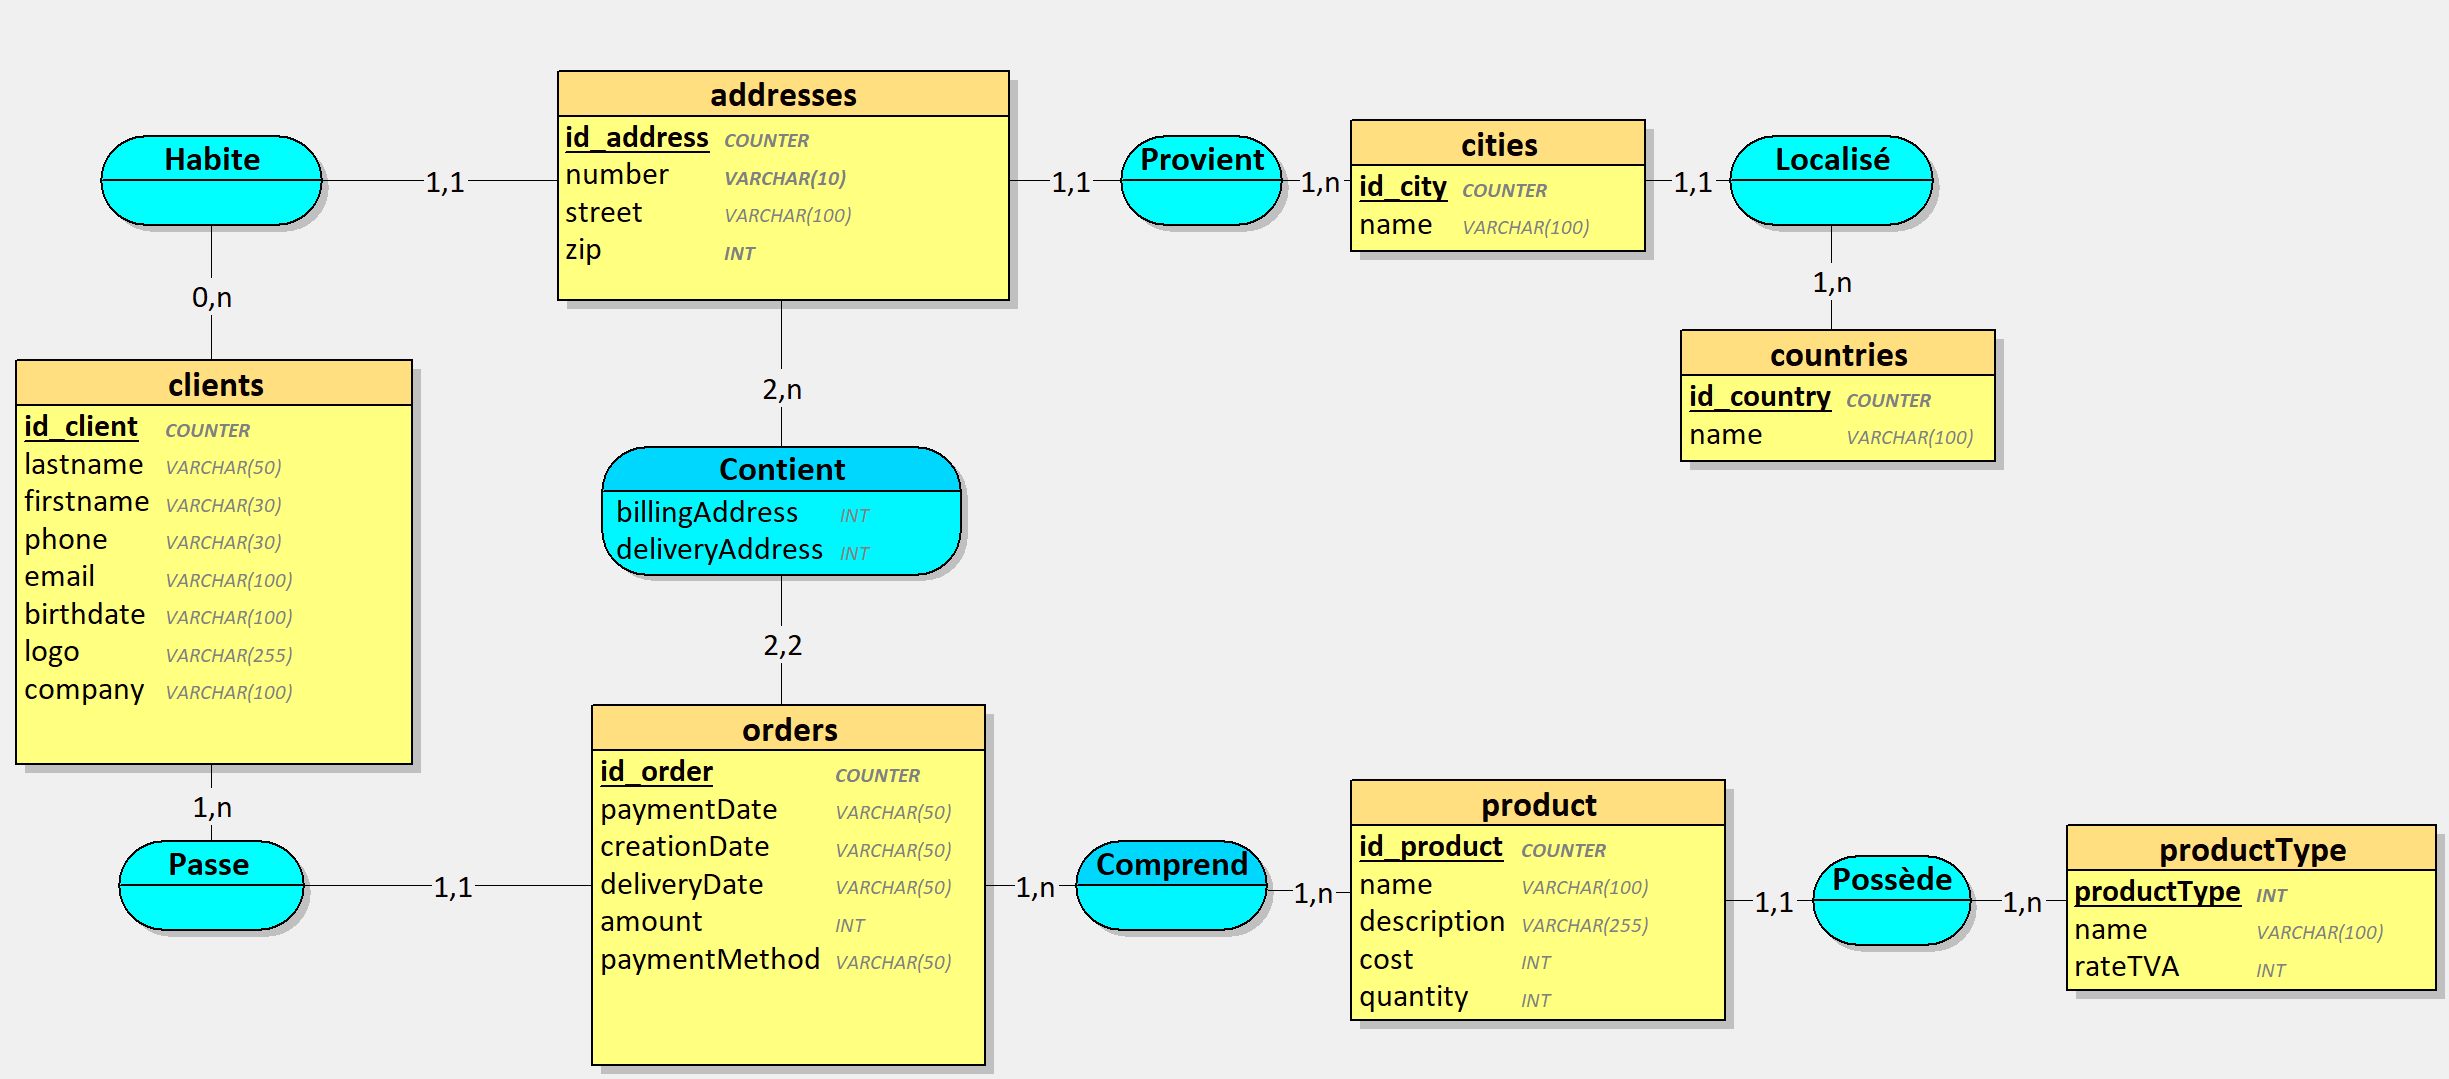 addresses
id_address COUNTER
number VARCHAR(10)
street VARCHAR(100)
zip INT
Habite
1,1
1,1
Provient
1,n
cities
id_city COUNTER
name VARCHAR(100)
1,1
Localisé
0,n
1,n
clients
id_client COUNTER
lastname VARCHAR(50)
firstname VARCHAR(30)
phone VARCHAR(30)
email VARCHAR(100)
birthdate VARCHAR(100)
logo VARCHAR(255)
company VARCHAR(100)
2,n
countries
id_country COUNTER
name VARCHAR(100)
Contient
billingAddress INT
deliveryAddress INT
2,2
orders
id_order COUNTER
paymentDate VARCHAR(50)
creationDate VARCHAR(50)
deliveryDate VARCHAR(50)
amount INT
paymentMethod VARCHAR(50)
1,n
Passe
1,1
1,n
Comprend
1,n
product
id_product COUNTER
name VARCHAR(100)
description VARCHAR(255)
cost INT
quantity INT
1,1
Possède
1,n
productType
productType INT
name VARCHAR(100)
rateTVA INT